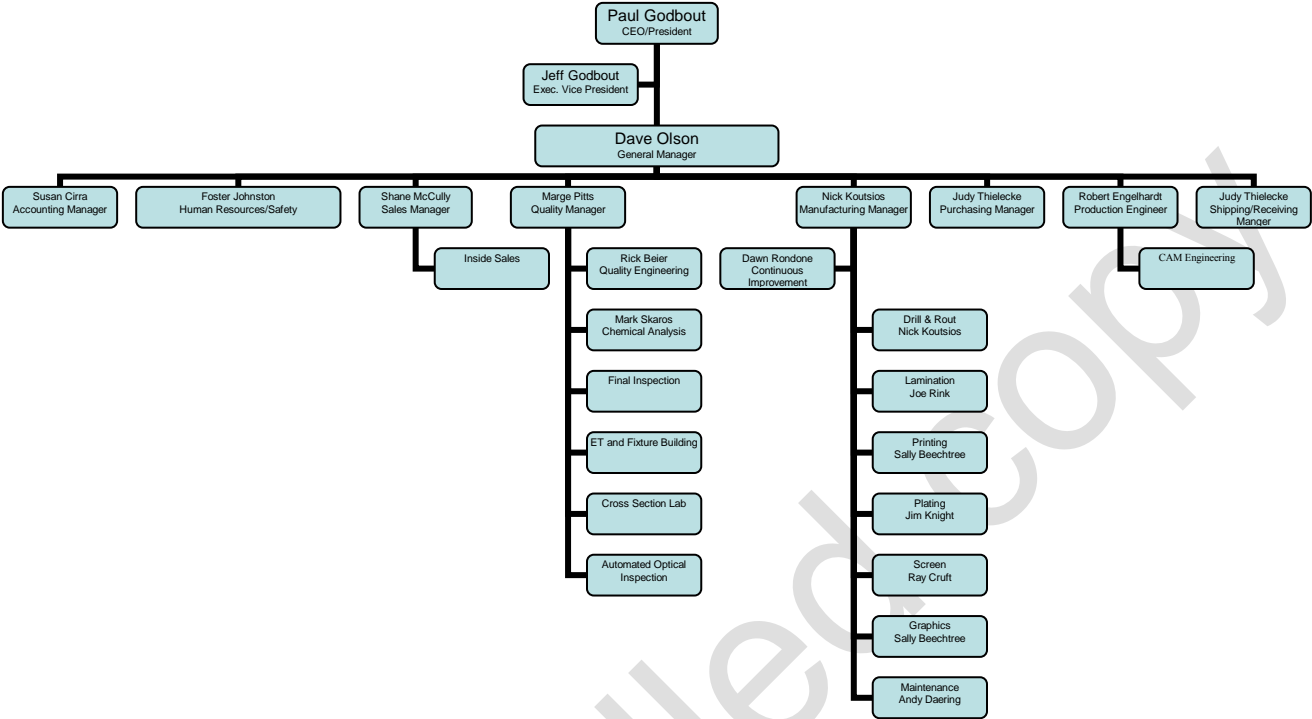 Paul Godbout
CEO/President
Jeff Godbout
Exec. Vice President
Dave Olson
General Manager
Susan Cirra
Accounting Manager
Foster Johnston
Human Resources/Safety
Shane McCully
Sales Manager
Marge Pitts
Quality Manager
Nick Koutsios
Manufacturing Manager
Judy Thielecke
Purchasing Manager
Robert Engelhardt
Production Engineer
Judy Thielecke
Shipping/Receiving
Manger
Inside Sales
Rick Beier
Quality Engineering
Mark Skaros
Chemical Analysis
Final Inspection
ET and Fixture Building
Cross Section Lab
Automated Optical
Inspection
Dawn Rondone
Continuous
Improvement
Drill & Rout
Nick Koutsios
Lamination
Joe Rink
Printing
Sally Beechtree
Plating
Jim Knight
Screen
Ray Cruft
Graphics
Sally Beechtree
Maintenance
Andy Daering
CAM Engineering
lled copy